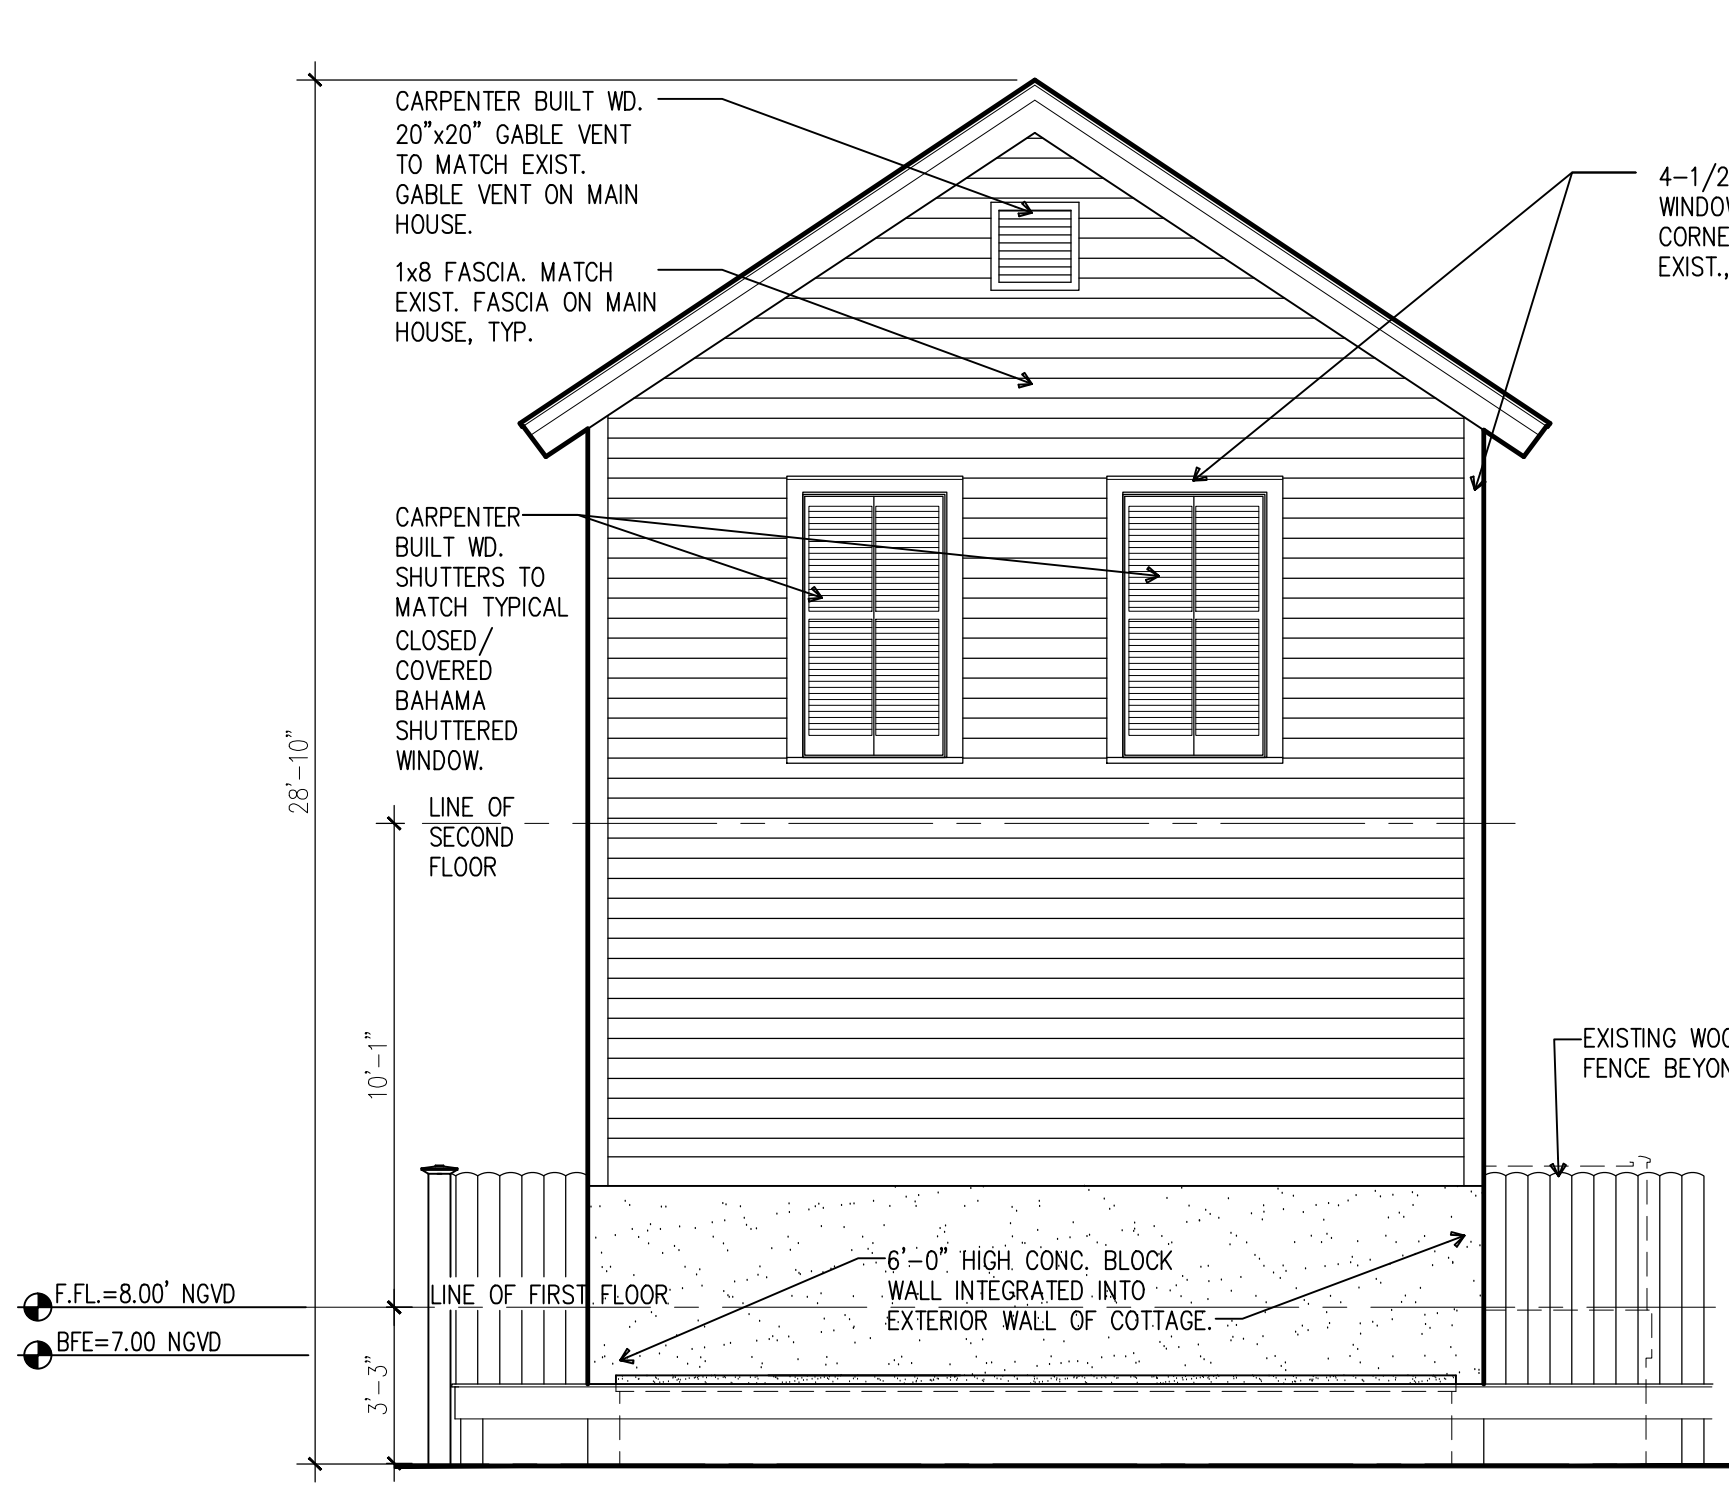 CARPENTER BUILT WD.
20"x20" GABLE VENT
TO MATCH EXIST.
GABLE VENT ON MAIN
HOUSE.
1x8 FASCIA. MATCH
EXIST. FASCIA ON MAIN
HOUSE, TYP.
4-1/2
CORNE
EXIST.,
CARPENTER
BUILT WD.
SHUTTERS TO
MATCH TYPICAL
CLOSED/
COVERED
BAHAMA
SHUTTERED
WINDOW.
28'-10"
LINE OF
SECOND
FLOOR
10'-1"
EXISTING
FENCE
6'-0" HIGH CONC. BLOCK
WALL INTEGRATED INTO
EXTERIOR WALL OF COTTAGE.
F.FL.=8.00' NGVD
LINE OF FIRST FLOOR
BFE=7.00 NGVD
3'-3"